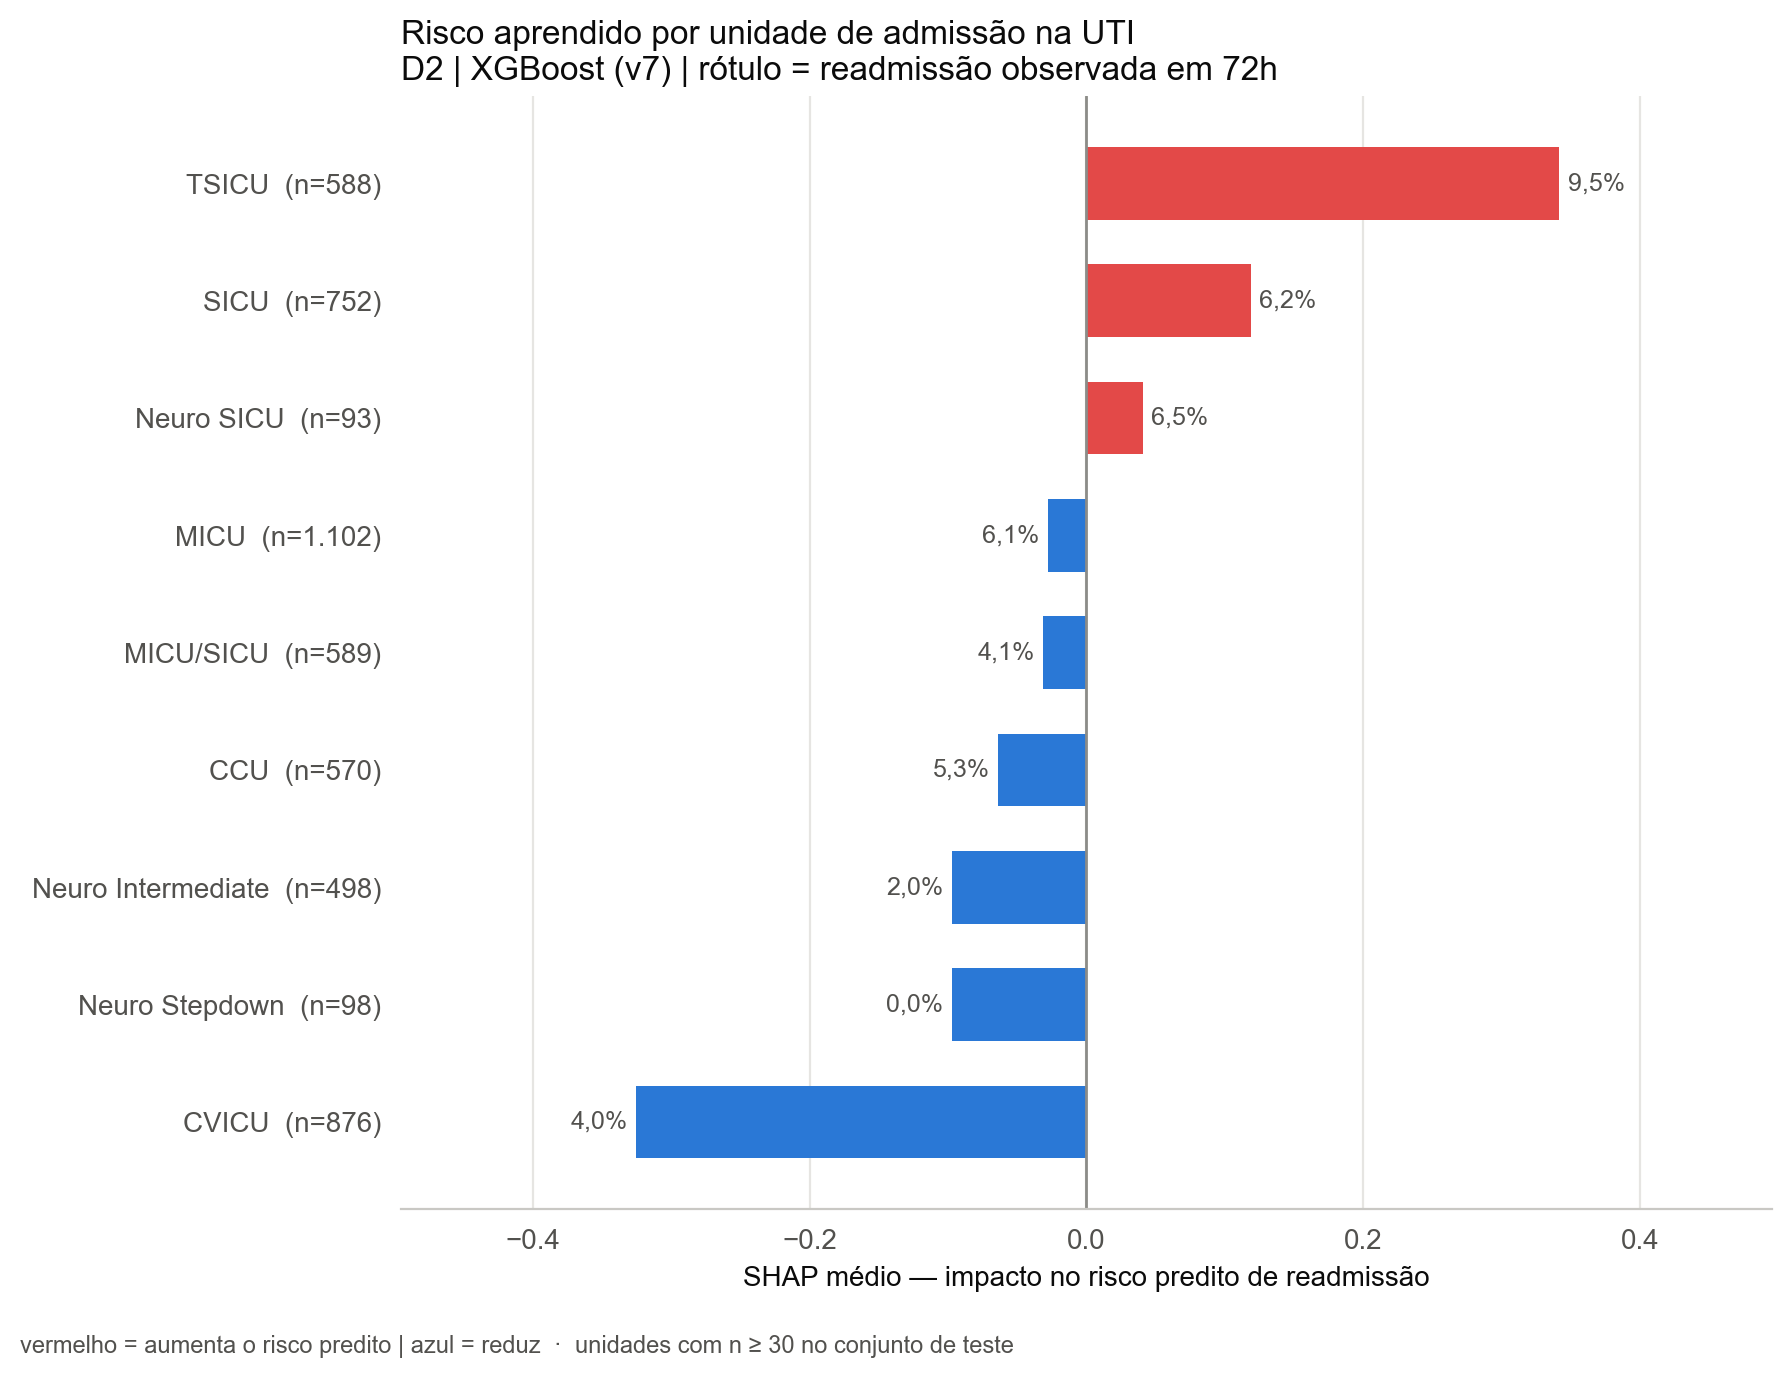 Risco aprendido por unidade de admissão na UTI
D2 | XGBoost (v7) | rótulo = readmissão observada em 72h
TSICU (n=588) 9,5%
SICU (n=752) 6,2%
Neuro SICU (n=93) 6,5%
MICU (n=1.102) 6,1%
MICU/SICU (n=589) 4,1%
CCU (n=570) 5,3%
Neuro Intermediate (n=498) 2,0%
Neuro Stepdown (n=98) 0,0%
CVICU (n=876) 4,0%
−0.4 −0.2 0.0 0.2 0.4
SHAP médio — impacto no risco predito de readmissão
vermelho = aumenta o risco predito | azul = reduz · unidades com n ≥ 30 no conjunto de teste